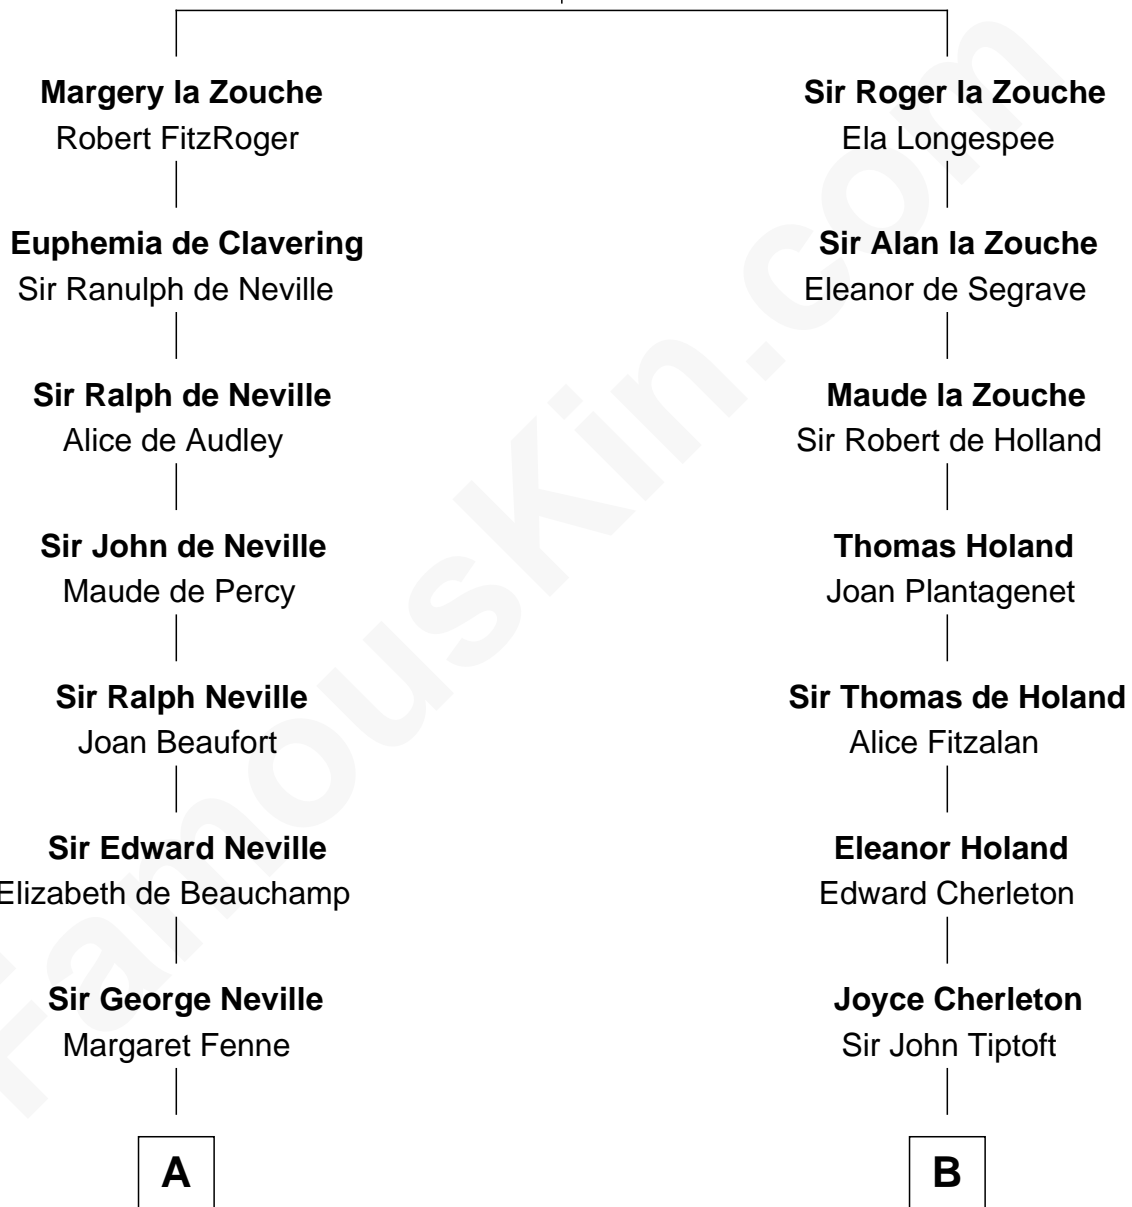 Margery la Zouche
Robert FitzRoger
Euphemia de Clavering
Sir Ranulph de Neville
Sir Ralph de Neville
Alice de Audley
Sir John de Neville
Maude de Percy
Sir Ralph Neville
Joan Beaufort
Sir Edward Neville
Elizabeth de Beauchamp
Sir George Neville
Margaret Fenne
A
Sir Roger la Zouche
Ela Longespee
Sir Alan la Zouche
Eleanor de Segrave
Maude la Zouche
Sir Robert de Holland
Thomas Holand
Joan Plantagenet
Sir Thomas de Holand
Alice Fitzalan
Eleanor Holand
Edward Cherleton
Joyce Cherleton
Sir John Tiptoft
B
FamousKin.com